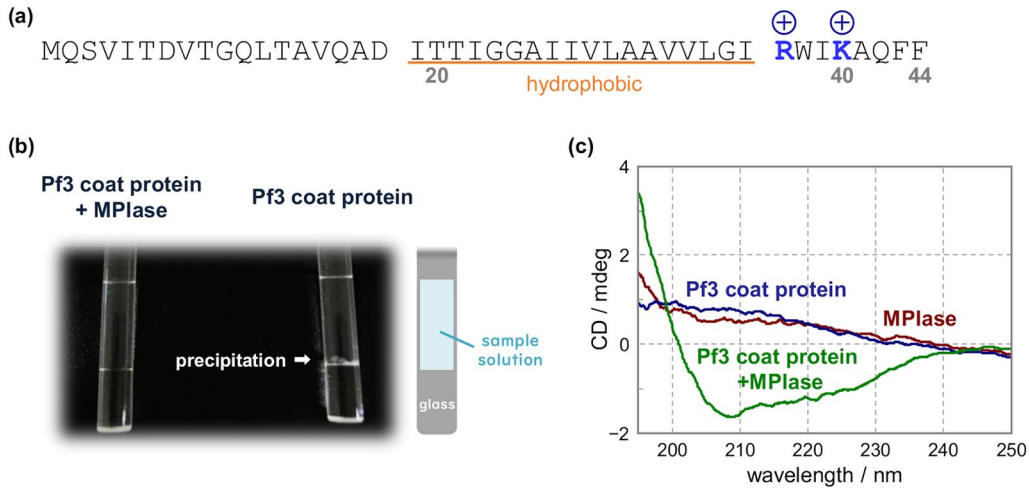 (a)
⊕ ⊕
MQSVITDVTGQLTAVQAD ITTIGGAIIVLAAVVLGI RWIKAQFF
20 40 44
hydrophobic
(b)
Pf3 coat protein
+ MPIase
Pf3 coat protein
precipitation ➡
sample
solution
glass
(c)
4
2
0
−2
CD / mdeg
Pf3 coat protein
MPIase
Pf3 coat protein
+MPIase
200 210 220 230 240 250
wavelength / nm